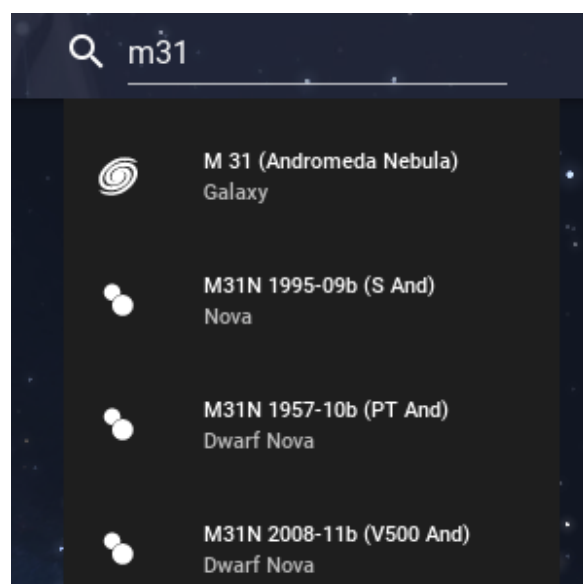 m31
M 31 (Andromeda Nebula)
Galaxy
M31N 1995-09b (S And)
Nova
M31N 1957-10b (PT And)
Dwarf Nova
M31N 2008-11b (V500 And)
Dwarf Nova